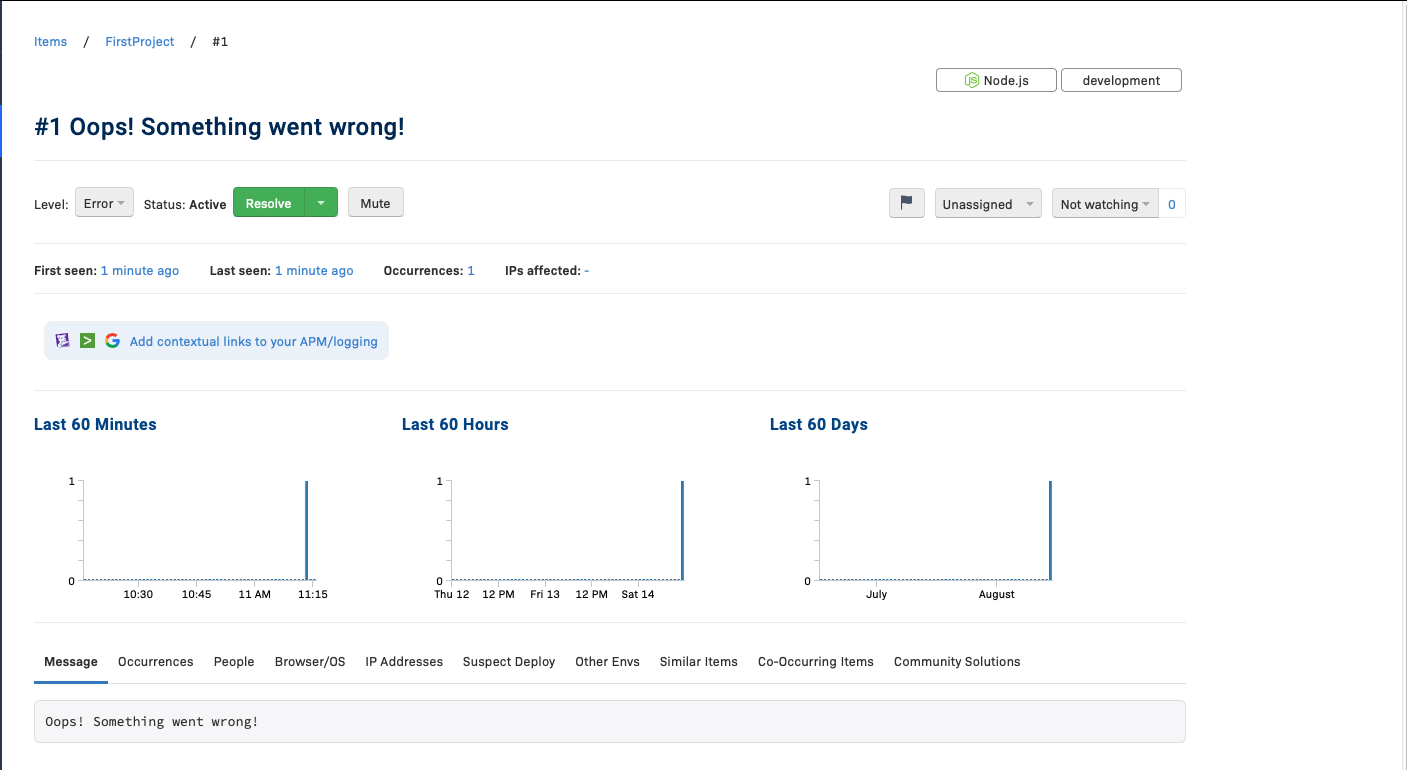 Items / FirstProject / #1
Node.js development
#1 Oops! Something went wrong!
Level: Error Status: Active Resolve Mute Unassigned Not watching 0
First seen: 1 minute ago Last seen: 1 minute ago Occurrences: 1 IPs affected: -
Add contextual links to your APM/logging
Last 60 Minutes Last 60 Hours Last 60 Days
1 1 1
0 0 0
10:30 10:45 11 AM 11:15 Thu 12 12 PM Fri 13 12 PM Sat 14 July August
Message Occurrences People Browser/OS IP Addresses Suspect Deploy Other Envs Similar Items Co-Occurring Items Community Solutions
Oops! Something went wrong!